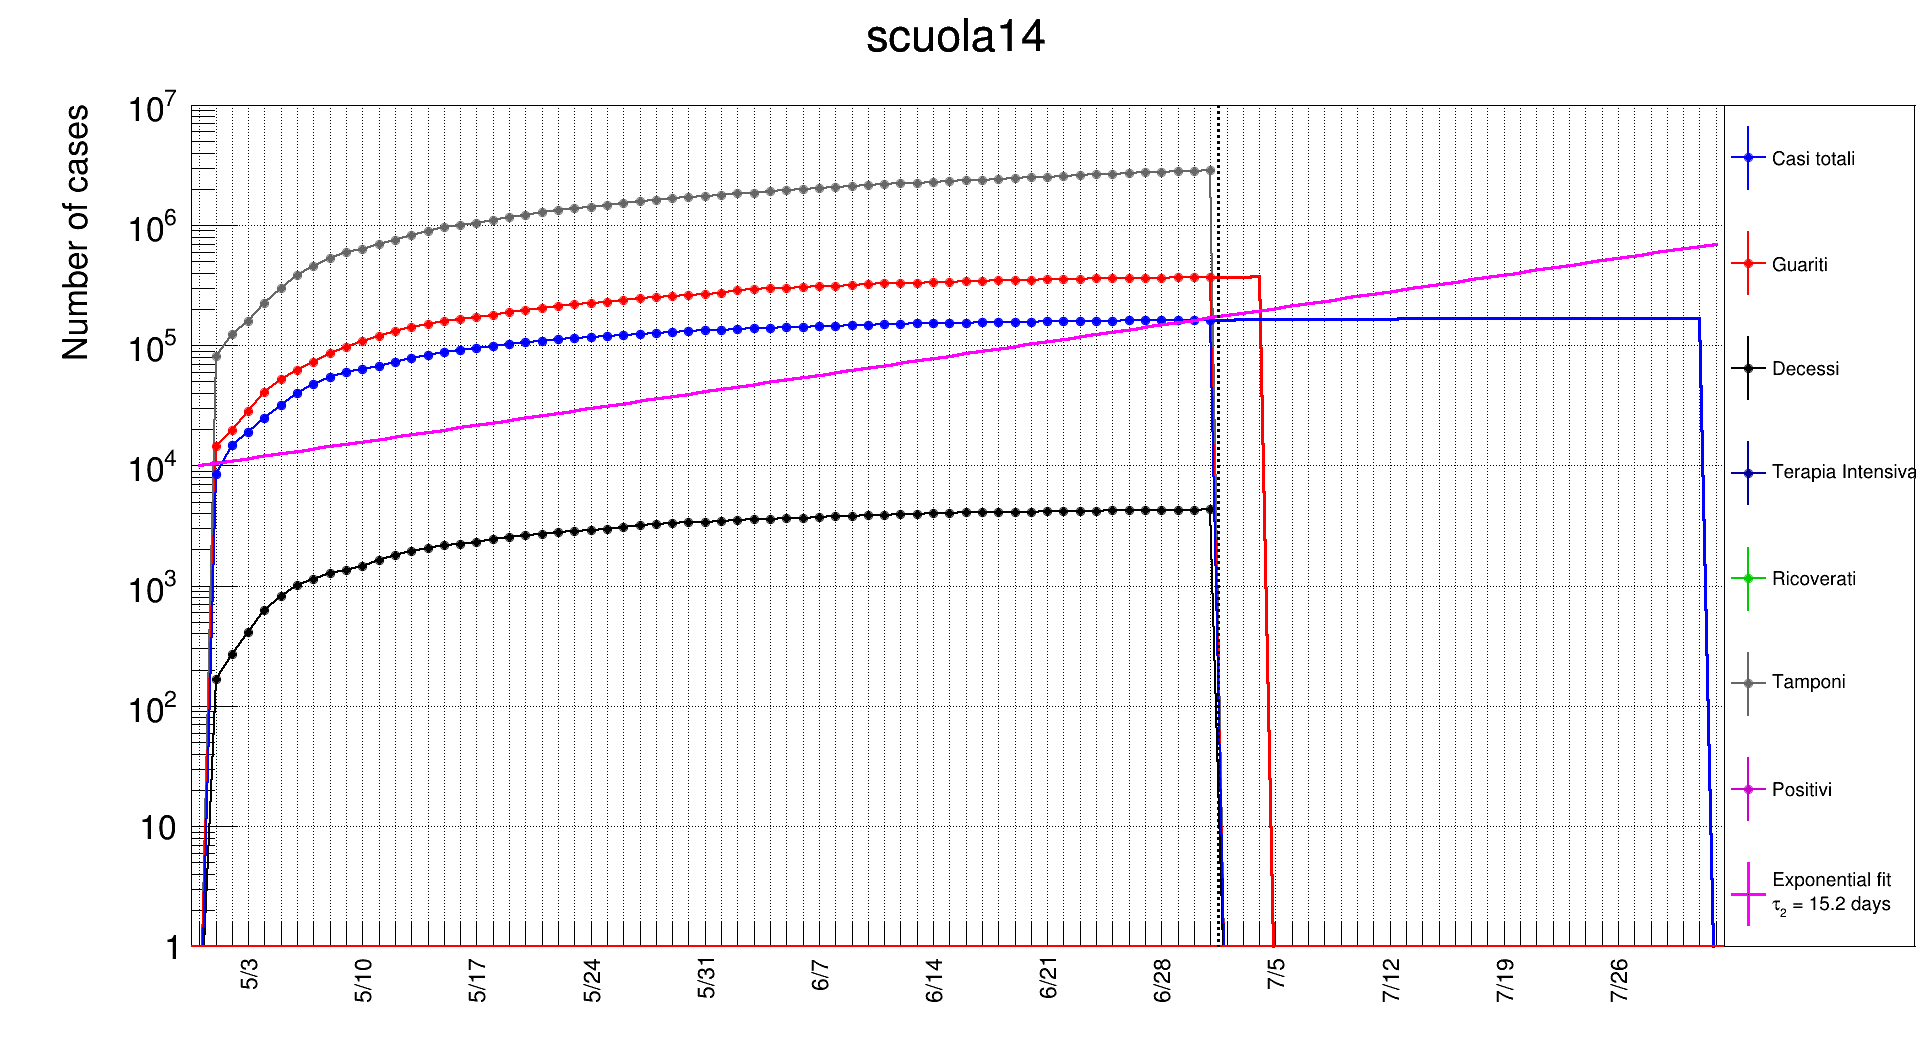 scuola14
Number of cases
10^7
10^6
10^5
10^4
10^3
10^2
10
1
5/3 5/10 5/17 5/24 5/31 6/7 6/14 6/21 6/28 7/5 7/12 7/19 7/26
Casi totali
Guariti
Decessi
Terapia Intensiva
Ricoverati
Tamponi
Positivi
Exponential fit
τ_2 = 15.2 days